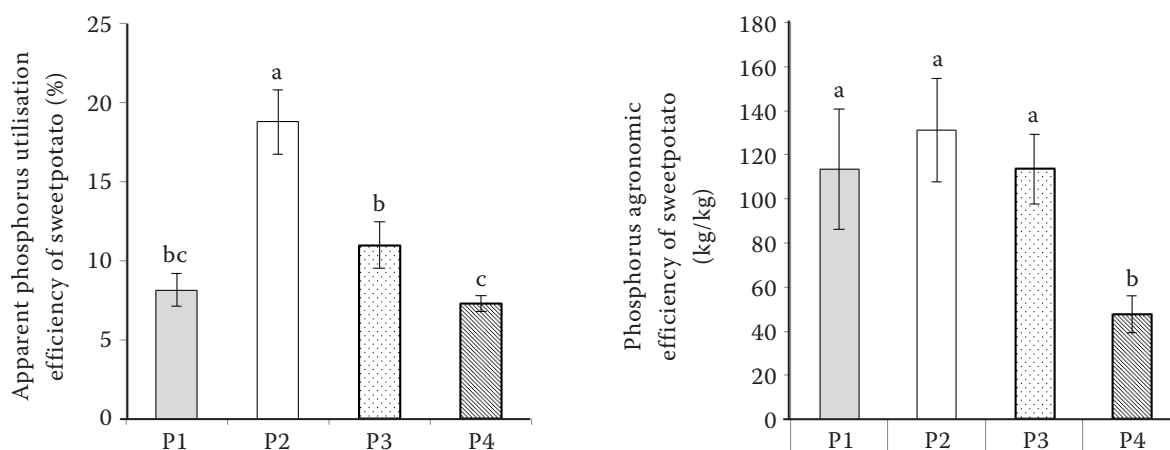 Apparent phosphorus utilisation
efficiency of sweetpotato (%)
25
20
15
10
5
0
bc
a
b
c
P1
P2
P3
P4
Phosphorus agronomic
efficiency of sweetpotato
(kg/kg)
180
160
140
120
100
80
60
40
20
0
a
a
a
b
P1
P2
P3
P4